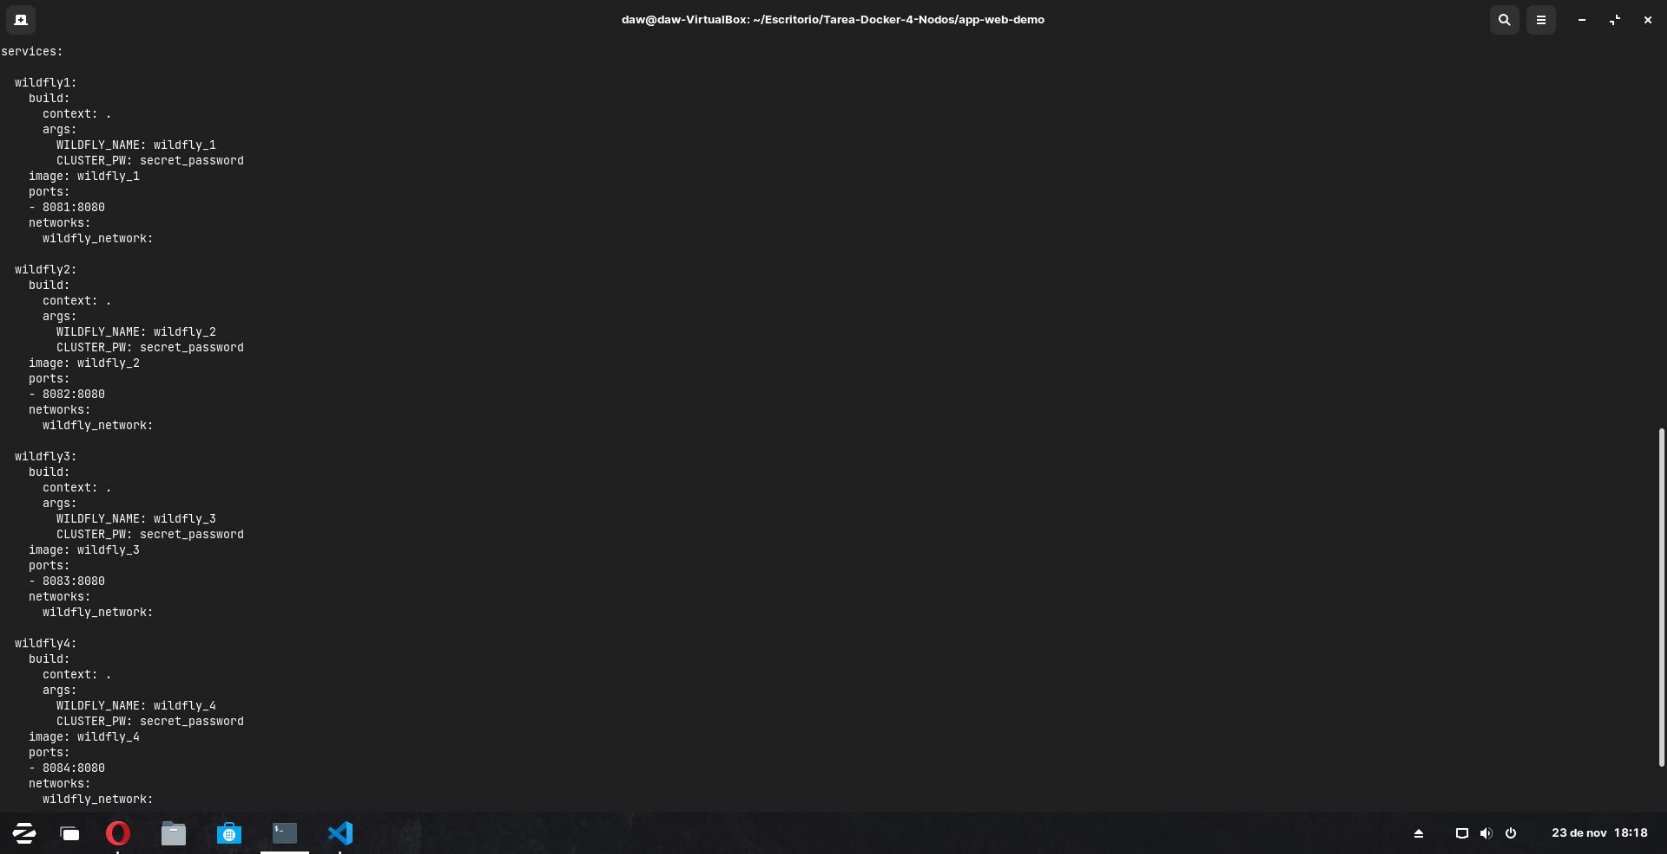 daw@daw-VirtualBox: ~/Escritorio/Tarea-Docker-4-Nodos/app-web-demo
services:
  wildfly1:
    build:
      context: .
      args:
        WILDFLY_NAME: wildfly_1
        CLUSTER_PW: secret_password
    image: wildfly_1
    ports:
    - 8081:8080
    networks:
      wildfly_network:
  wildfly2:
    build:
      context: .
      args:
        WILDFLY_NAME: wildfly_2
        CLUSTER_PW: secret_password
    image: wildfly_2
    ports:
    - 8082:8080
    networks:
      wildfly_network:
  wildfly3:
    build:
      context: .
      args:
        WILDFLY_NAME: wildfly_3
        CLUSTER_PW: secret_password
    image: wildfly_3
    ports:
    - 8083:8080
    networks:
      wildfly_network:
  wildfly4:
    build:
      context: .
      args:
        WILDFLY_NAME: wildfly_4
        CLUSTER_PW: secret_password
    image: wildfly_4
    ports:
    - 8084:8080
    networks:
      wildfly_network:
$_
23 de nov 18:18